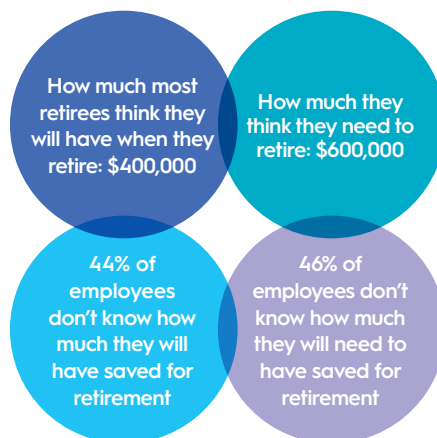 How much most
retirees think they
will have when they
retire: $400,000
How much they
think they need to
retire: $600,000
44% of
employees
don’t know how
much they will
have saved for
retirement
46% of
employees don’t
know how much
they will need to
have saved for
retirement